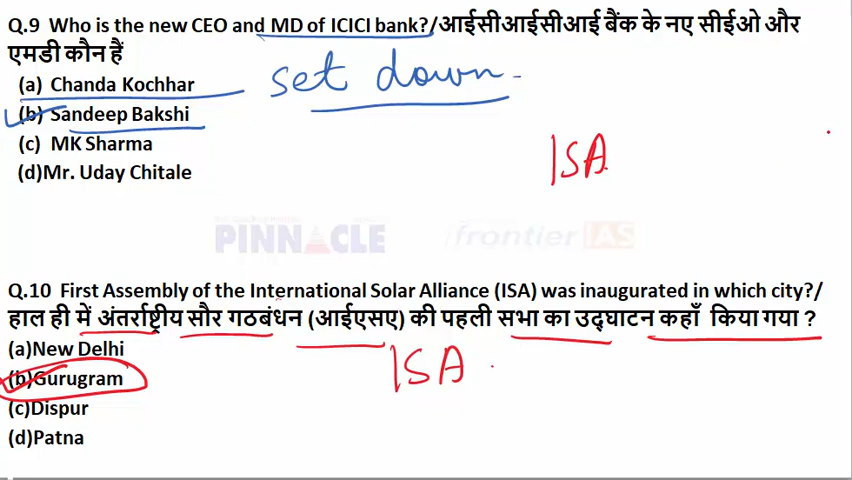 Q.9 Who is the new CEO and MD of ICICI bank?/आईसीआईसीआई बैंक के नए सीईओ और
एमडी कौन हैं
(a) Chanda Kochhar
set down
(b) Sandeep Bakshi
(c) MK Sharma
ISA
(d)Mr. Uday Chitale
PINNACLE frontier IAS
Q.10 First Assembly of the International Solar Alliance (ISA) was inaugurated in which city?/
हाल ही में अंतर्राष्ट्रीय सौर गठबंधन (आईएसए) की पहली सभा का उद्घाटन कहाँ किया गया ?
(a)New Delhi
ISA
(b)Gurugram
(c)Dispur
(d)Patna